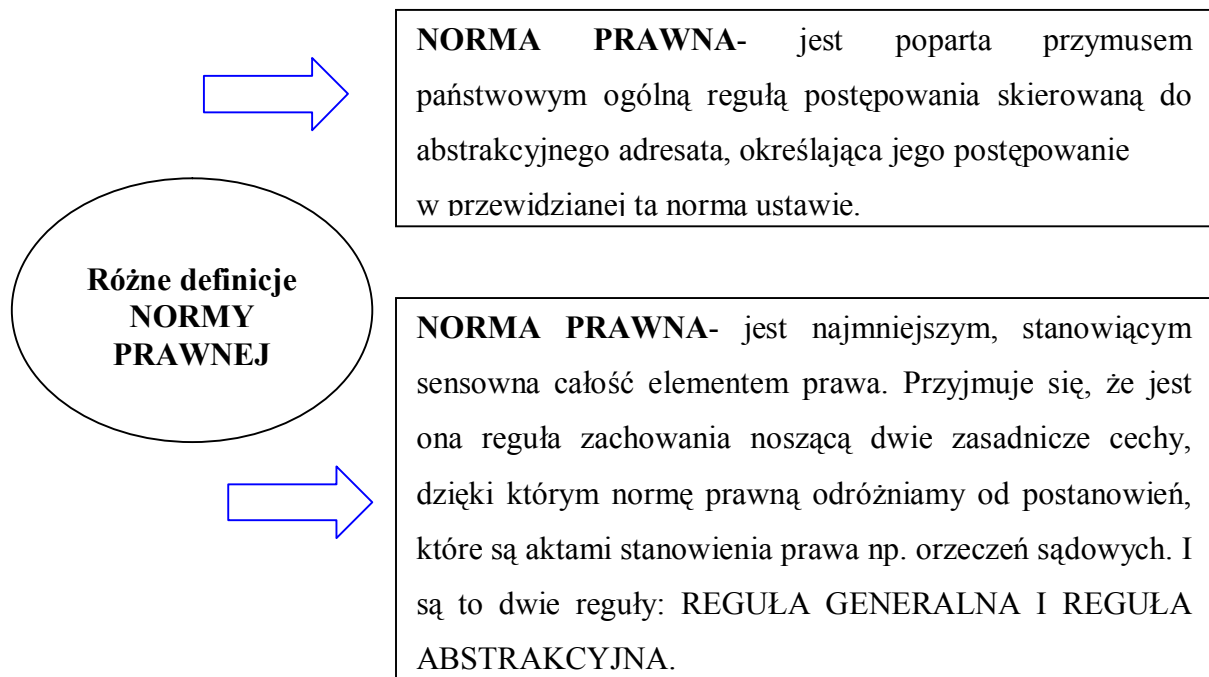 NORMA PRAWNA- jest poparta przymusem
państwowym ogólną regułą postępowania skierowaną do
abstrakcyjnego adresata, określająca jego postępowanie
w przewidzianej ta norma ustawie.
Różne definicje
NORMY
PRAWNEJ
NORMA PRAWNA- jest najmniejszym, stanowiącym
sensowna całość elementem prawa. Przyjmuje się, że jest
ona reguła zachowania noszącą dwie zasadnicze cechy,
dzięki którym normę prawną odróżniamy od postanowień,
które są aktami stanowienia prawa np. orzeczeń sądowych. I
są to dwie reguły: REGUŁA GENERALNA I REGUŁA
ABSTRAKCYJNA.